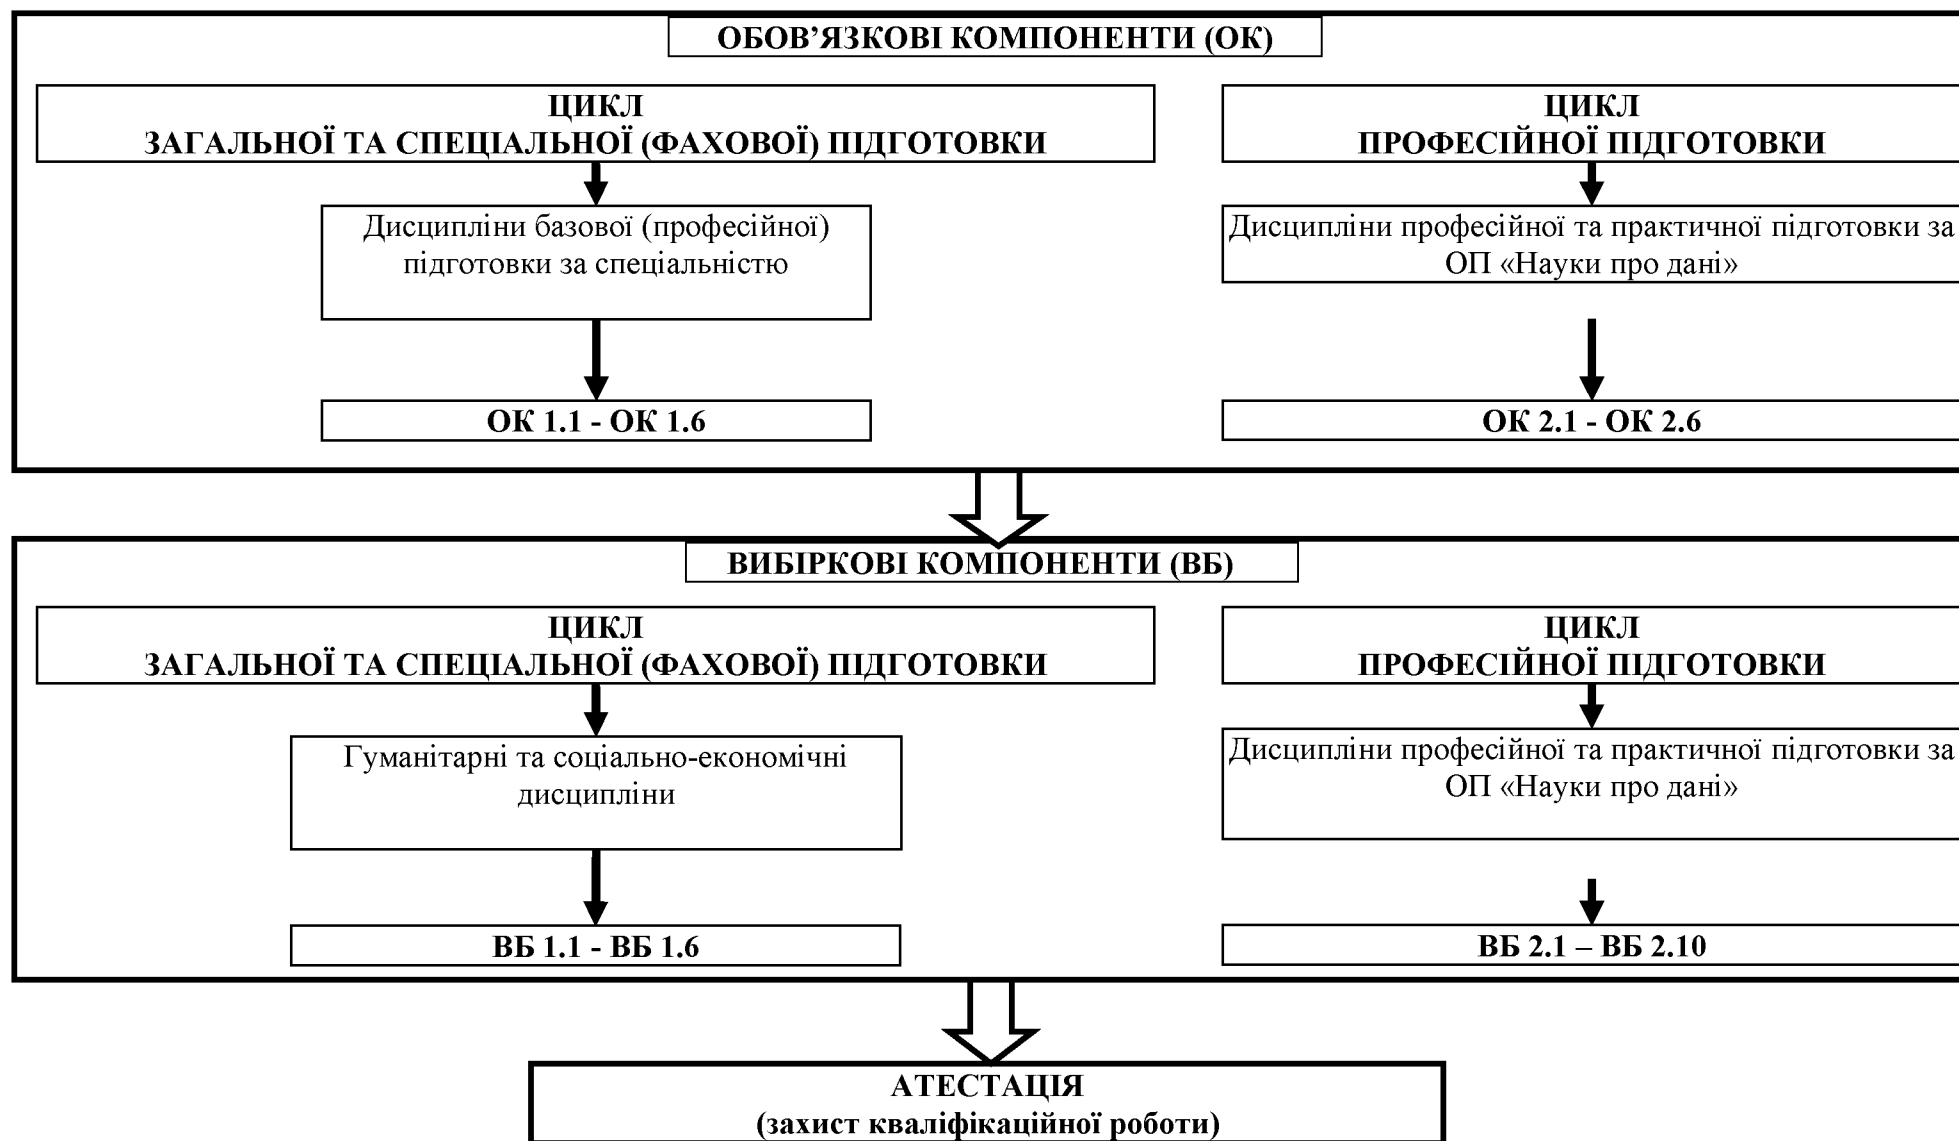 ОБОВ’ЯЗКОВІ КОМПОНЕНТИ (ОК)
ЦИКЛ
ЗАГАЛЬНОЇ ТА СПЕЦІАЛЬНОЇ (ФАХОВОЇ) ПІДГОТОВКИ
ЦИКЛ
ПРОФЕСІЙНОЇ ПІДГОТОВКИ
Дисципліни базової (професійної)
підготовки за спеціальністю
Дисципліни професійної та практичної підготовки за
ОП «Науки про дані»
ОК 1.1 - ОК 1.6
ОК 2.1 - ОК 2.6
ВИБІРКОВІ КОМПОНЕНТИ (ВБ)
ЦИКЛ
ЗАГАЛЬНОЇ ТА СПЕЦІАЛЬНОЇ (ФАХОВОЇ) ПІДГОТОВКИ
ЦИКЛ
ПРОФЕСІЙНОЇ ПІДГОТОВКИ
Гуманітарні та соціально-економічні
дисципліни
Дисципліни професійної та практичної підготовки за
ОП «Науки про дані»
ВБ 1.1 - ВБ 1.6
ВБ 2.1 – ВБ 2.10
АТЕСТАЦІЯ
(захист кваліфікаційної роботи)